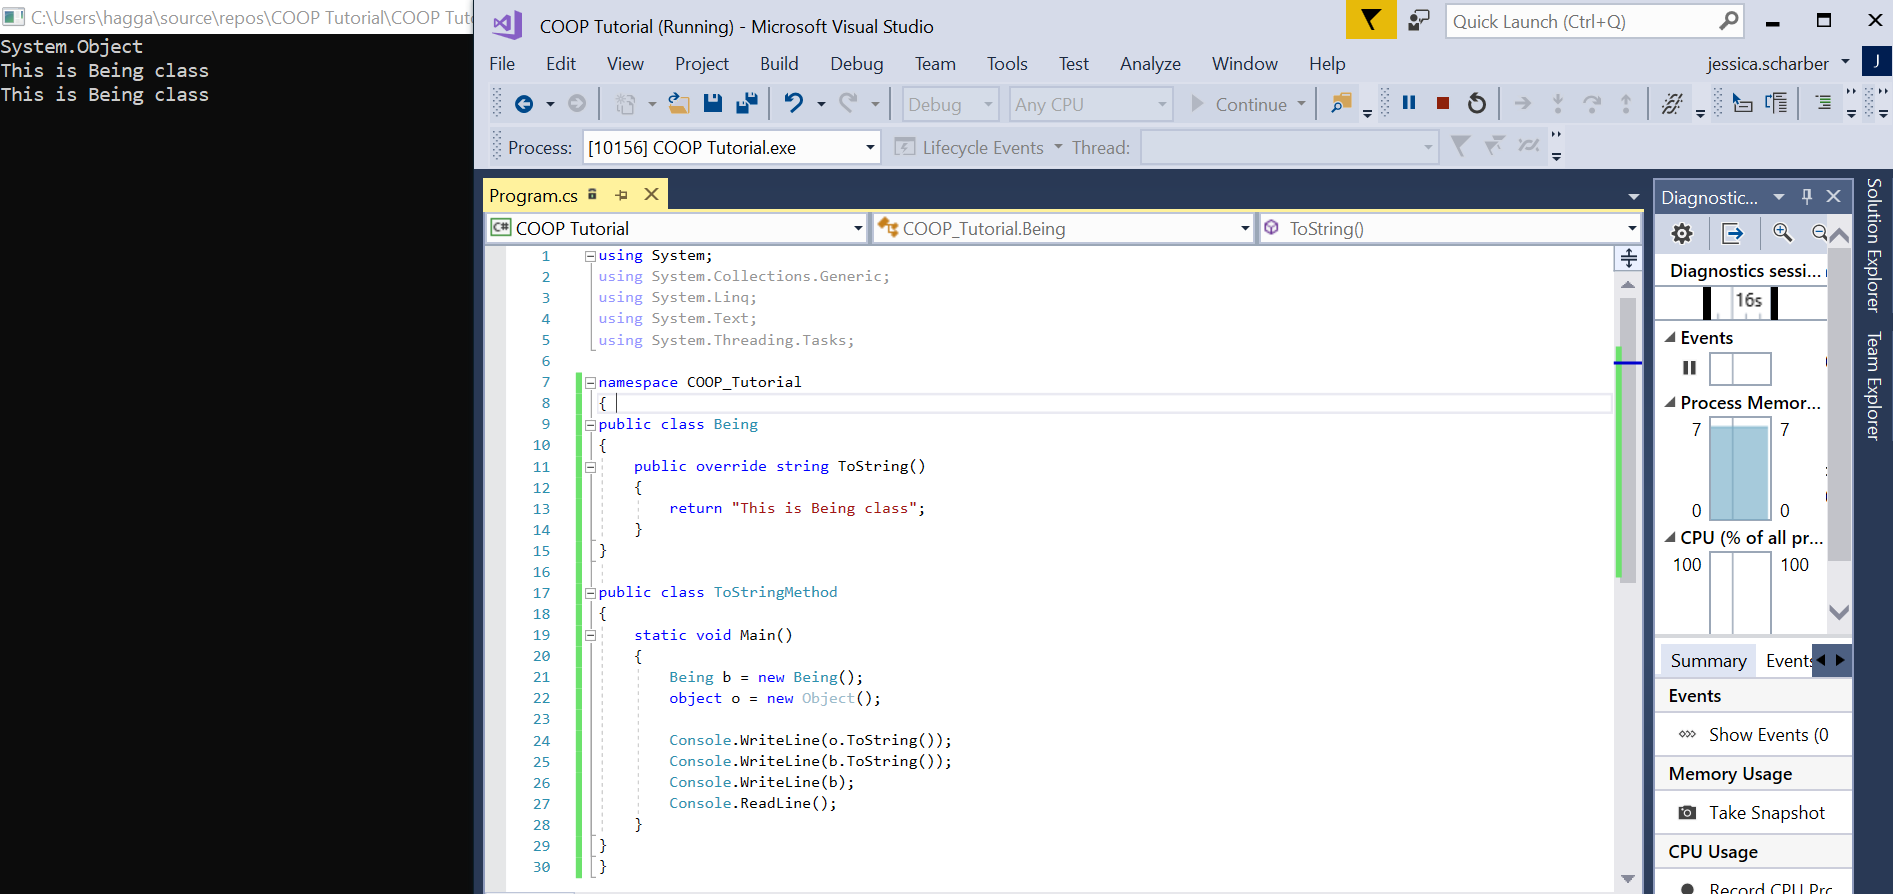 C:\Users\hagga\source\repos\COOP Tutorial\COOP Tut
System.Object
This is Being class
This is Being class
COOP Tutorial (Running) - Microsoft Visual Studio
Quick Launch (Ctrl+Q)
File Edit View Project Build Debug Team Tools Test Analyze Window Help
jessica.scharber J
Debug Any CPU Continue
Process: [10156] COOP Tutorial.exe Lifecycle Events Thread:
Program.cs
C# COOP Tutorial COOP_Tutorial.Being ToString()
1 using System;
2 using System.Collections.Generic;
3 using System.Linq;
4 using System.Text;
5 using System.Threading.Tasks;
6
7 namespace COOP_Tutorial
8 {
9 public class Being
10 {
11 public override string ToString()
12 {
13 return "This is Being class";
14 }
15 }
16
17 public class ToStringMethod
18 {
19 static void Main()
20 {
21 Being b = new Being();
22 object o = new Object();
23
24 Console.WriteLine(o.ToString());
25 Console.WriteLine(b.ToString());
26 Console.WriteLine(b);
27 Console.ReadLine();
28 }
29 }
30 }
Diagnostic...
Diagnostics sessi...
16s
Events
Process Memor...
7 7
0 0
CPU (% of all pr...
100 100
Summary Events
Events
Show Events (0
Memory Usage
Take Snapshot
CPU Usage
Record CPU Pro
Solution Explorer
Team Explorer